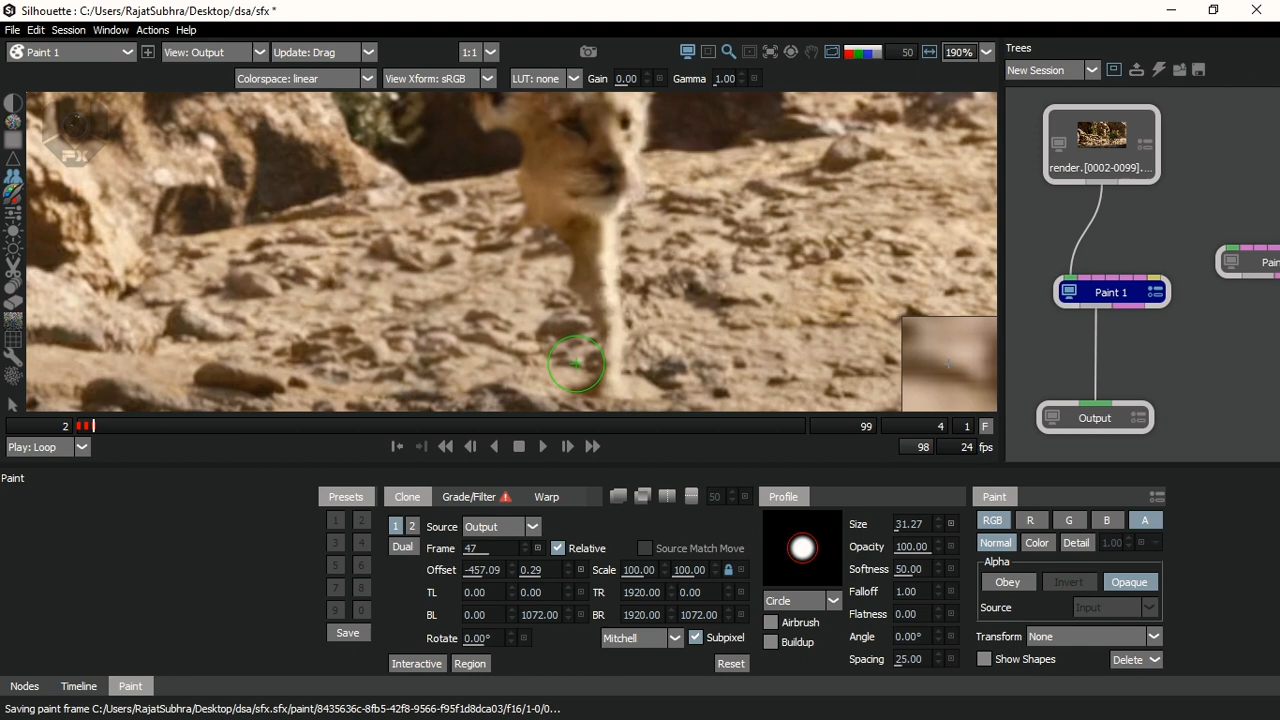 Silhouette : C:/Users/RajatSubhra/Desktop/dsa/sfx *
File Edit Session Window Actions Help
Paint 1 View: Output Update: Drag 1:1 50 190%
Colorspace: linear View Xform: sRGB LUT: none Gain 0.00 Gamma 1.00
FX
Trees
New Session
render.[0002-0099]....
Pain
Paint 1
Output
2 99 4 1 F
Play: Loop 98 24 fps
Paint
Presets
1 2
3 4
5 6
7 8
9 0
Save
Clone Grade/Filter Warp 50
1 2 Source Output
Dual Frame 47 Relative Source Match Move
Offset -457.09 0.29 Scale 100.00 100.00
TL 0.00 0.00 TR 1920.00 0.00
BL 0.00 1072.00 BR 1920.00 1072.00
Rotate 0.00° Mitchell Subpixel
Interactive Region Reset
Profile
Circle
Airbrush
Buildup
Size 31.27
Opacity 100.00
Softness 50.00
Falloff 1.00
Flatness 0.00
Angle 0.00°
Spacing 25.00
Paint
RGB R G B A
Normal Color Detail 1.00
Alpha
Obey Invert Opaque
Source Input
Transform None
Show Shapes Delete
Nodes Timeline Paint
Saving paint frame C:/Users/RajatSubhra/Desktop/dsa/sfx.sfx/paint/8435636c-8fb5-42f8-9566-f95f1d8dca03/f16/1-0/0...